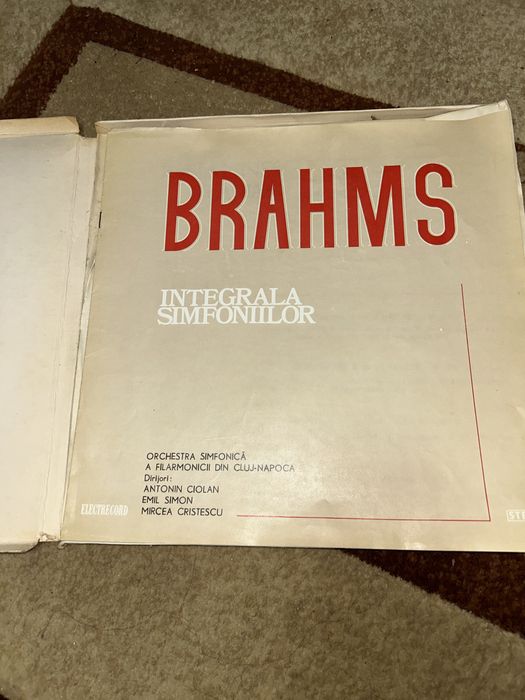 BRAHMS
INTEGRALA
SIMFONIILOR
ORCHESTRA SIMFONICĂ
A FILARMONICII DIN CLUJ-NAPOCA
Dirijori:
ANTONIN CIOLAN
EMIL SIMON
MIRCEA CRISTESCU
ELECTRECORD